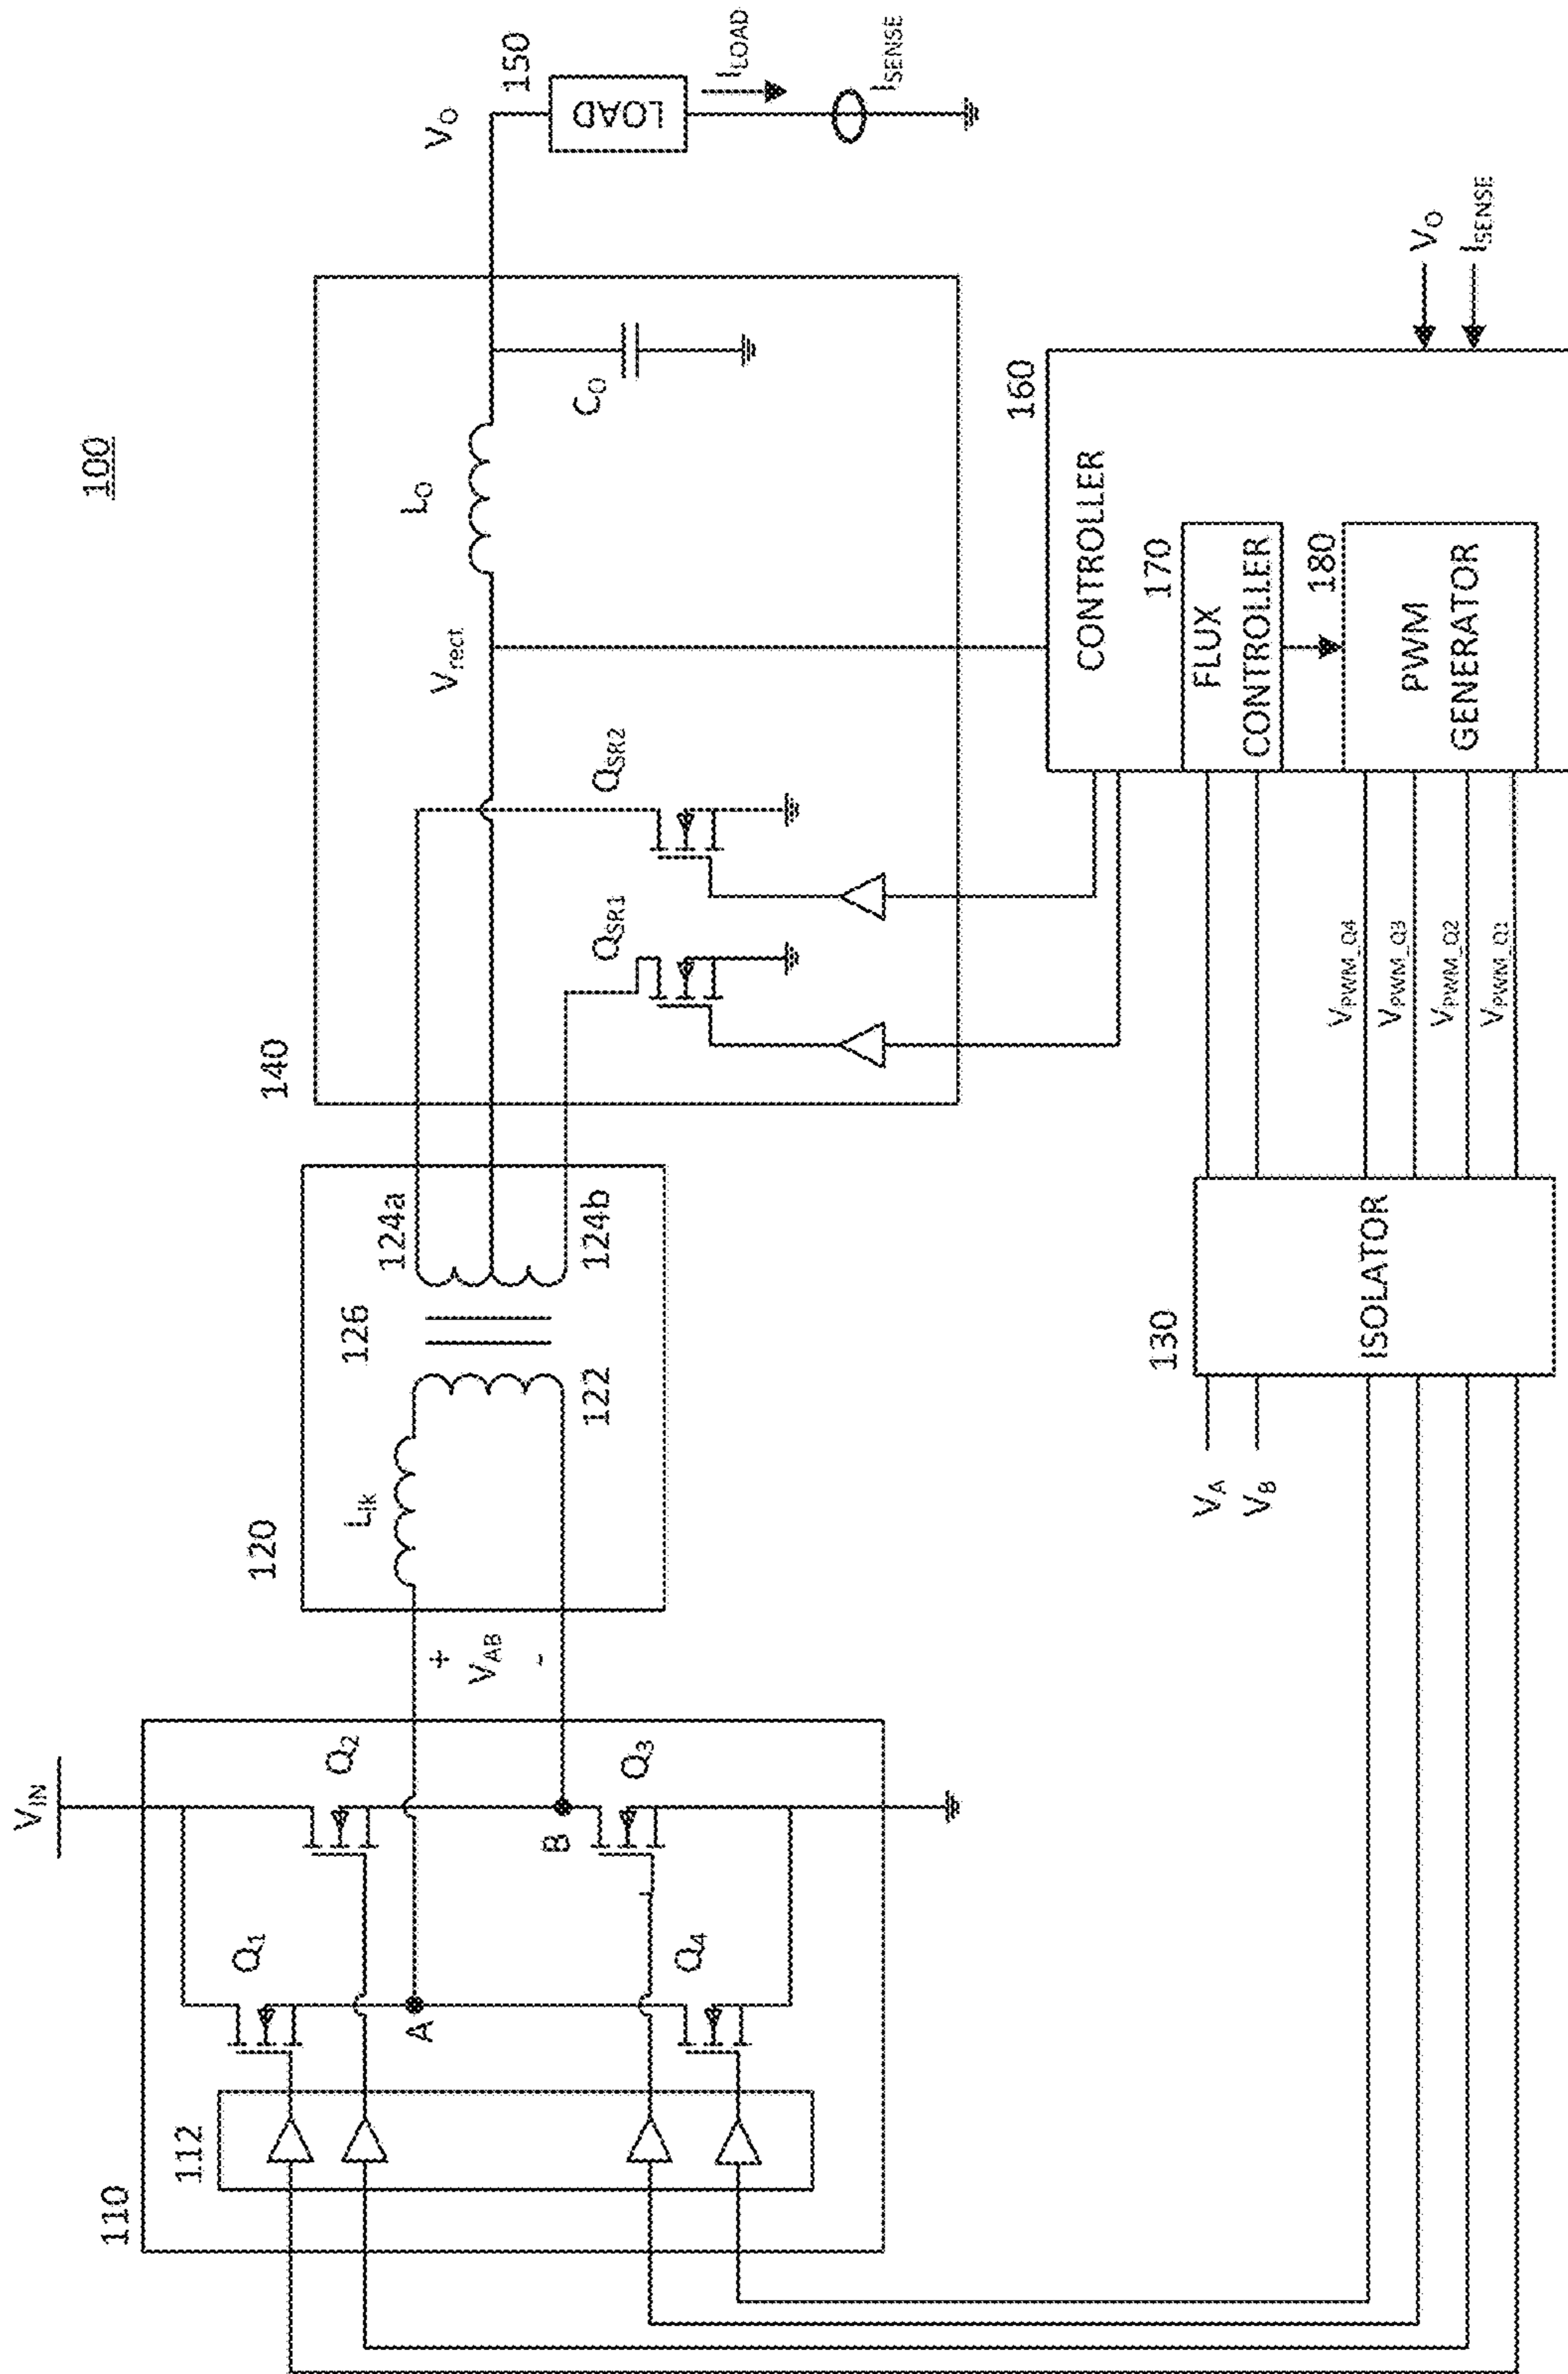 100
V_IN
110
112
Q_1
Q_2
A
B
Q_4
Q_3
+
V_AB
-
120
L_lk
122
126
124a
124b
140
Q_SR1
Q_SR2
V_rect
L_O
C_O
V_O
150
LOAD
I_LOAD
I_SENSE
V_A
V_B
130
ISOLATOR
V_PWM_Q4
V_PWM_Q3
V_PWM_Q2
V_PWM_Q1
160
CONTROLLER
170
FLUX
CONTROLLER
180
PWM
GENERATOR
V_O
I_SENSE